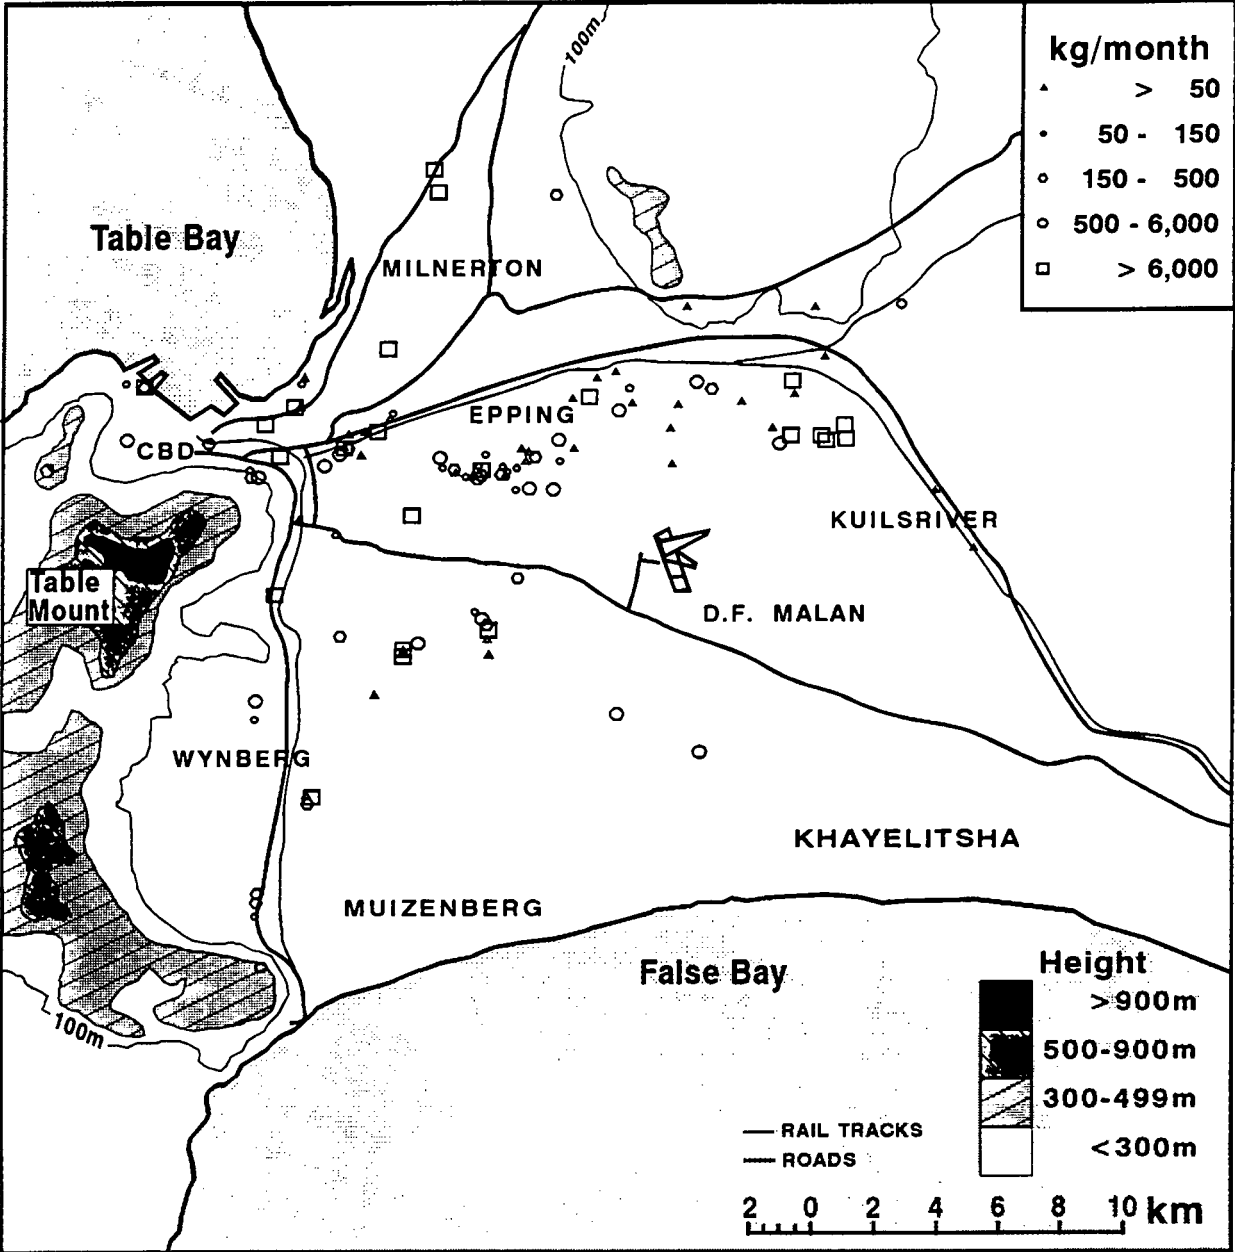 100m
kg/month
> 50
50 - 150
150 - 500
500 - 6,000
> 6,000
Table Bay
MILNERTON
EPPING
CBD
KUILSRIVER
Table
Mount
D.F. MALAN
WYNBERG
KHAYELITSHA
MUIZENBERG
False Bay
Height
>900m
500-900m
300-499m
<300m
100m
RAIL TRACKS
ROADS
2 0 2 4 6 8 10 km